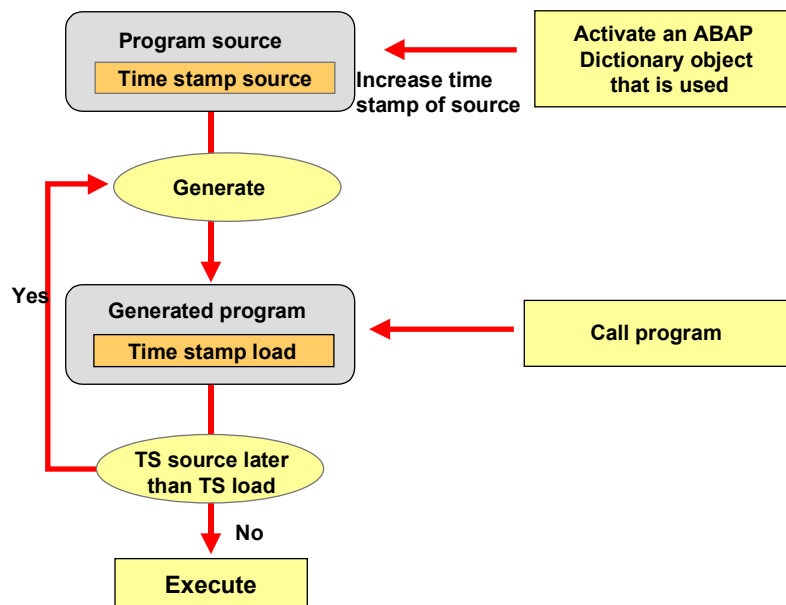 Program source
Time stamp source
Activate an ABAP
Dictionary object
that is used
Increase time
stamp of source
Generate
Yes
Generated program
Time stamp load
Call program
TS source later
than TS load
No
Execute